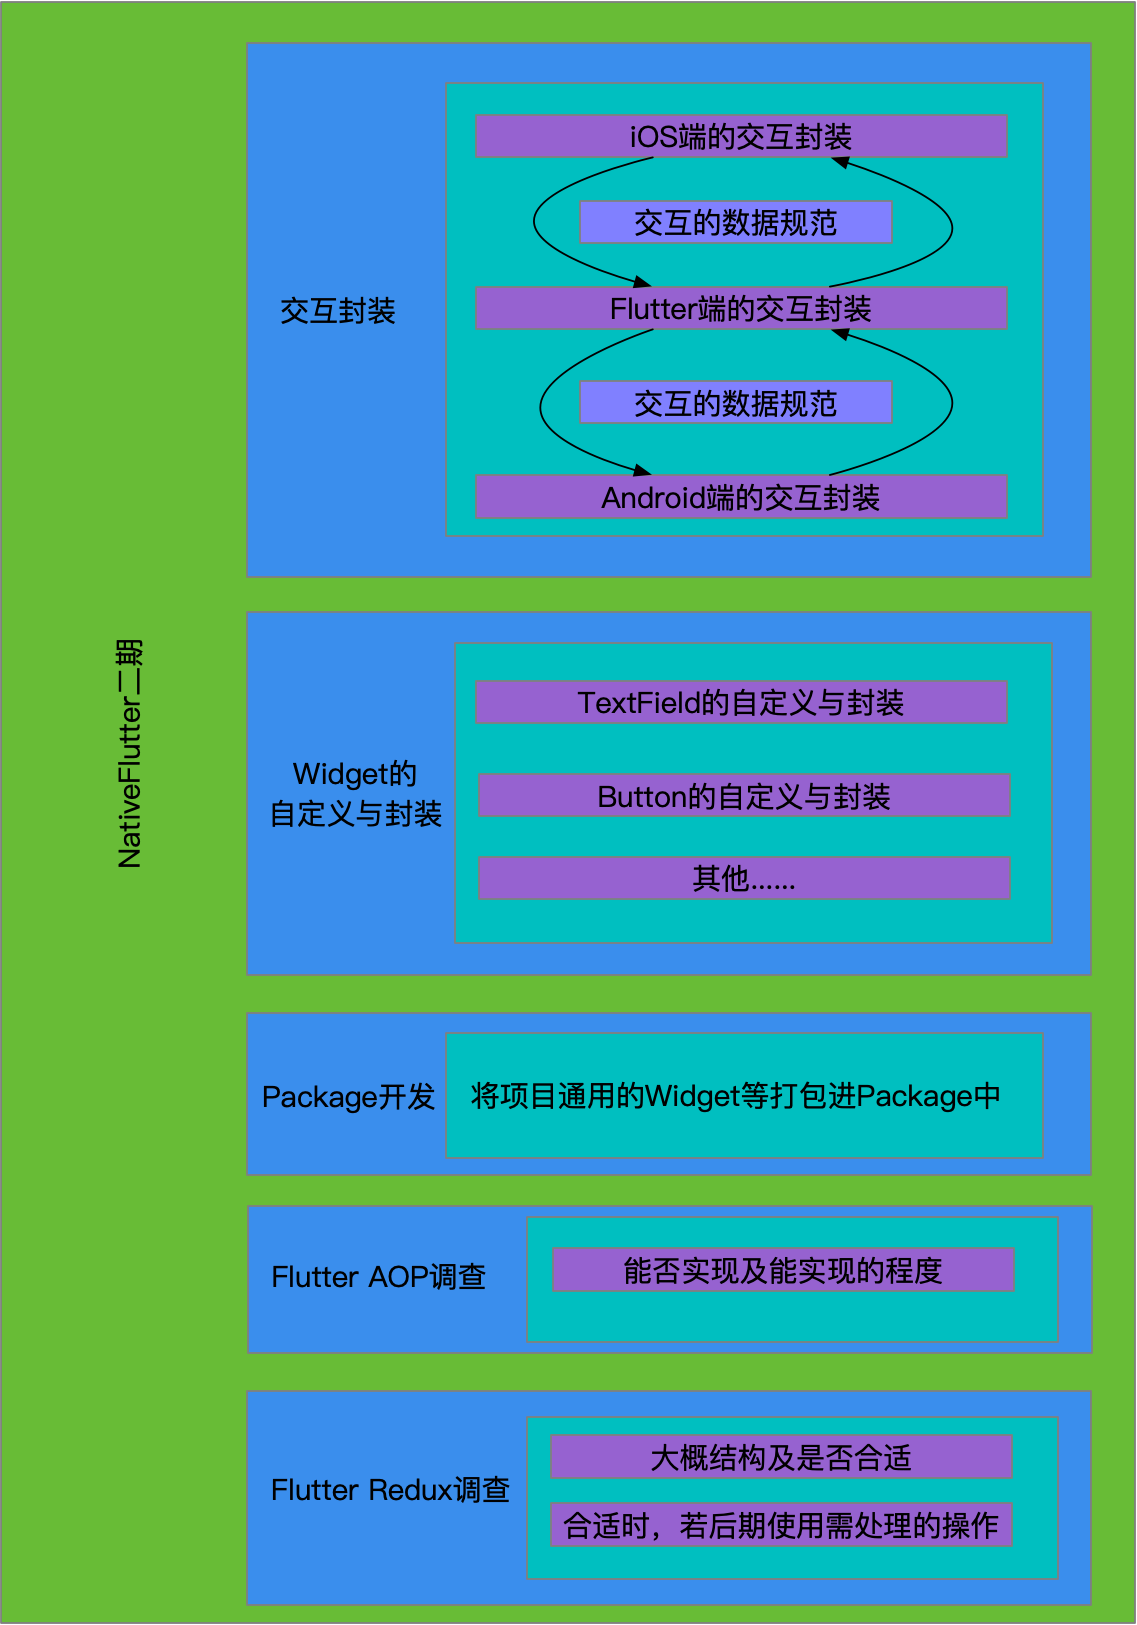 NativeFlutter二期
交互封装
iOS端的交互封装
交互的数据规范
Flutter端的交互封装
交互的数据规范
Android端的交互封装
Widget的
自定义与封装
TextField的自定义与封装
Button的自定义与封装
其他......
Package开发
将项目通用的Widget等打包进Package中
Flutter AOP调查
能否实现及能实现的程度
Flutter Redux调查
大概结构及是否合适
合适时，若后期使用需处理的操作